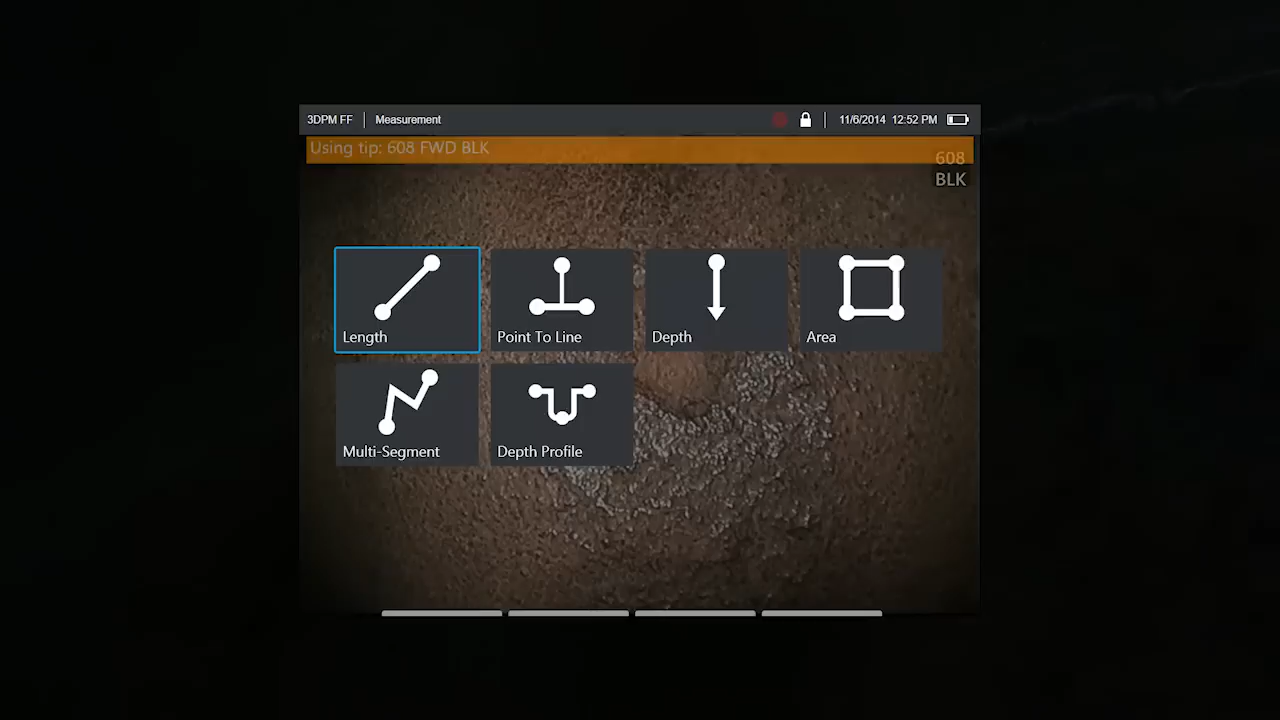 3DPM FF | Measurement
11/6/2014 12:52 PM
Using tip: 608 FWD BLK
608
BLK
Length
Point To Line
Depth
Area
Multi-Segment
Depth Profile